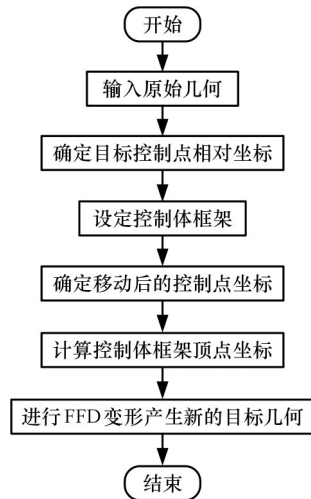 开始
输入原始几何
确定目标控制点相对坐标
设定控制体框架
确定移动后的控制点坐标
计算控制体框架顶点坐标
进行FFD变形产生新的目标几何
结束